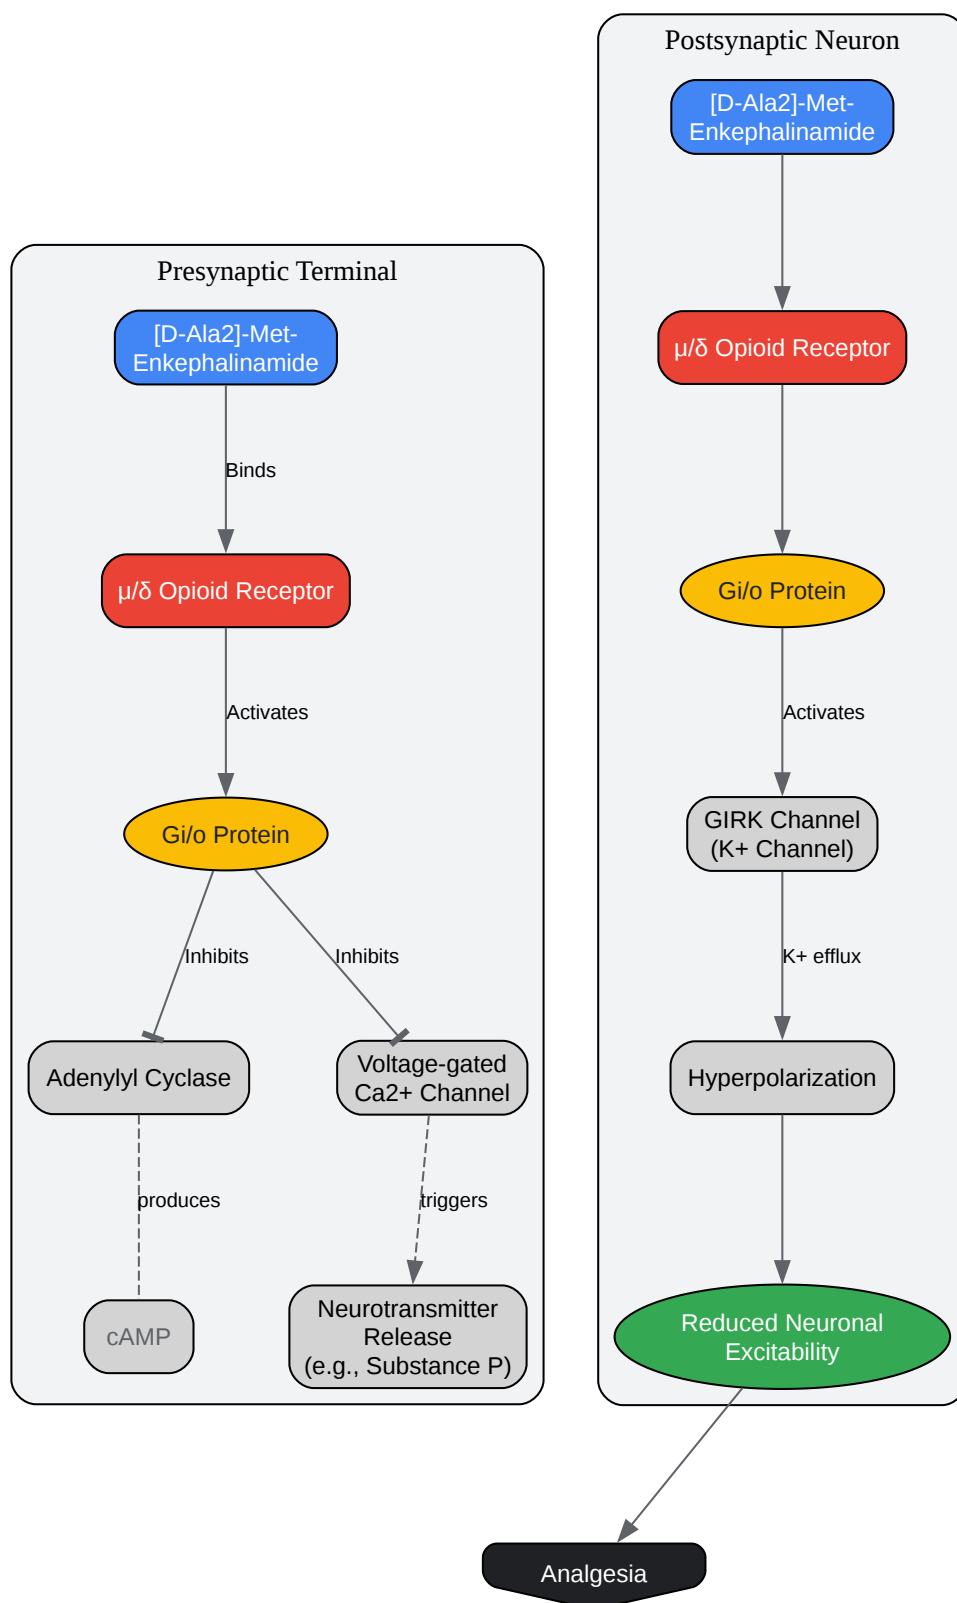 Postsynaptic Neuron
[D-Ala2]-Met-
Enkephalinamide
μ/δ Opioid Receptor
Gi/o Protein
Activates
GIRK Channel
(K+ Channel)
K+ efflux
Hyperpolarization
Reduced Neuronal
Excitability
Presynaptic Terminal
[D-Ala2]-Met-
Enkephalinamide
Binds
μ/δ Opioid Receptor
Activates
Gi/o Protein
Inhibits
Inhibits
Adenylyl Cyclase
Voltage-gated
Ca2+ Channel
produces
triggers
cAMP
Neurotransmitter
Release
(e.g., Substance P)
Analgesia